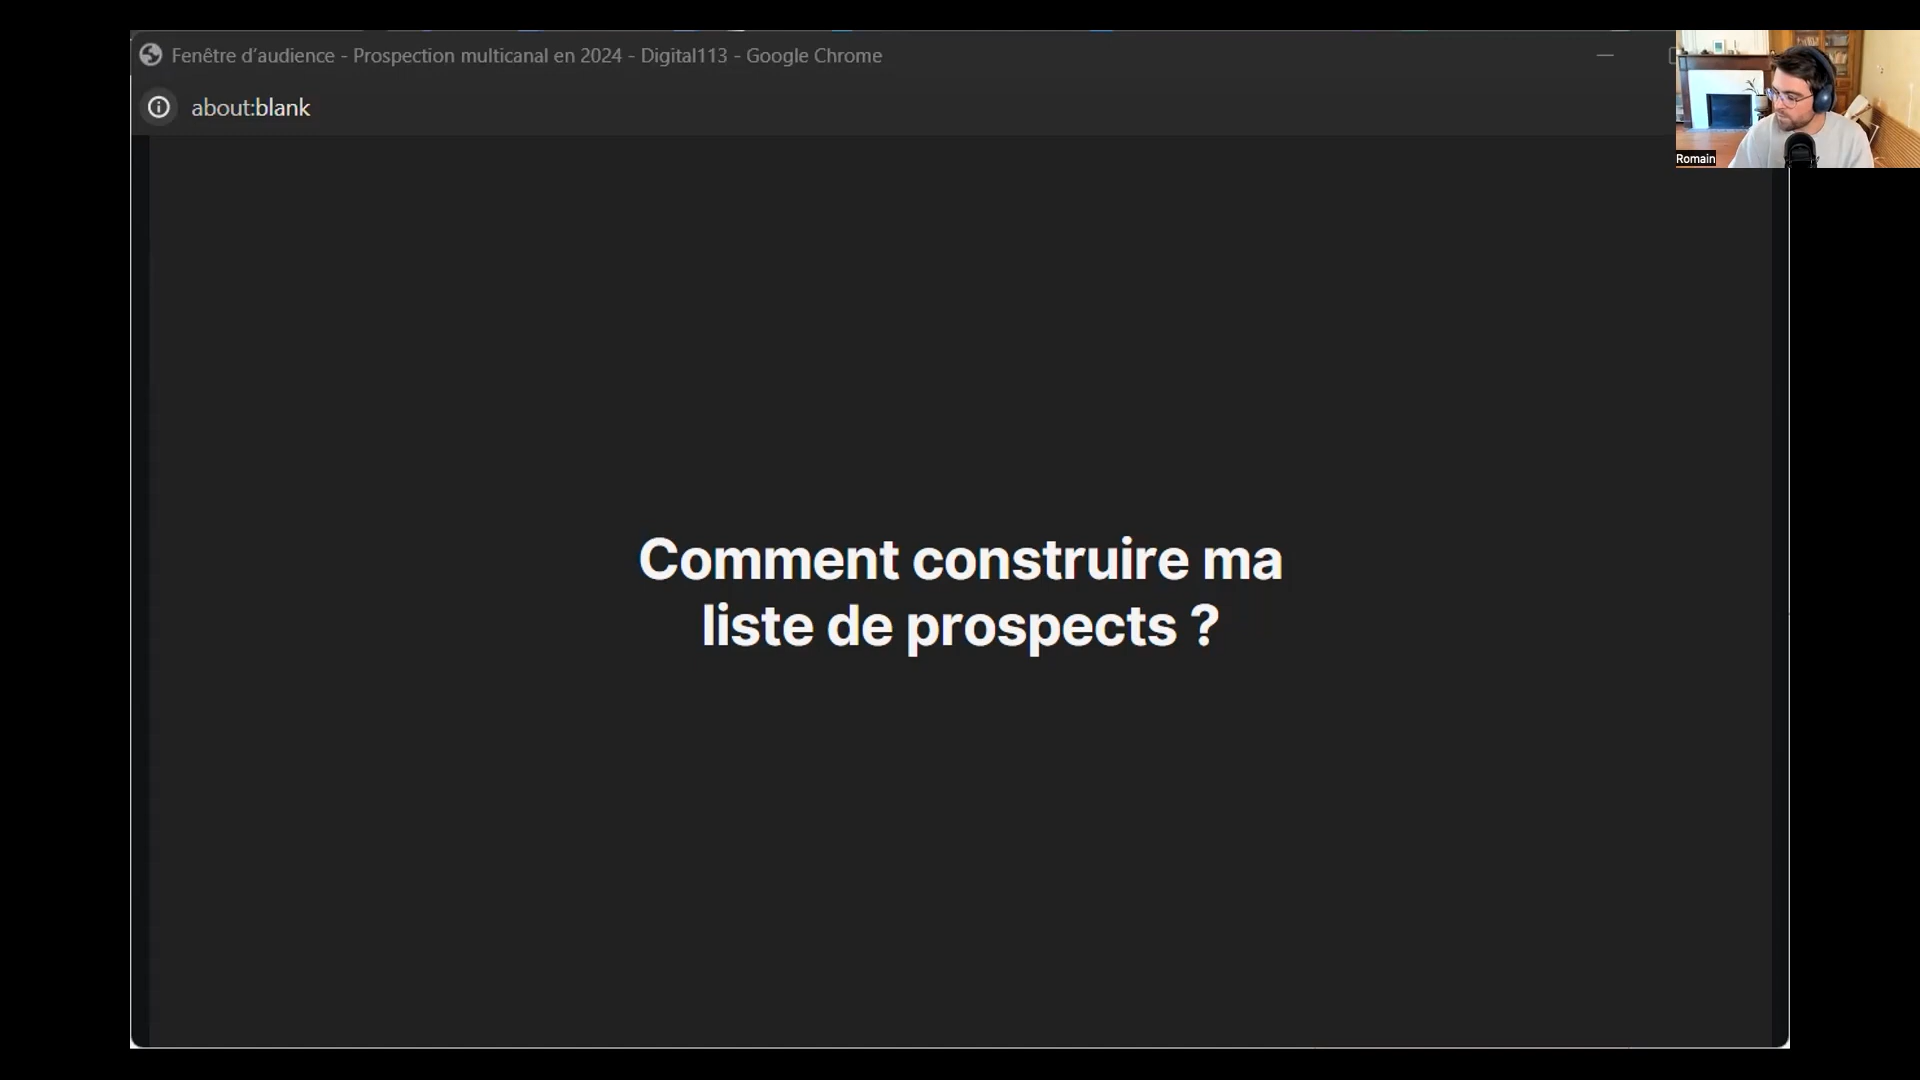 Fenêtre d'audience - Prospection multicanal en 2024 - Digital113 - Google Chrome
about:blank
Romain
Comment construire ma
liste de prospects ?